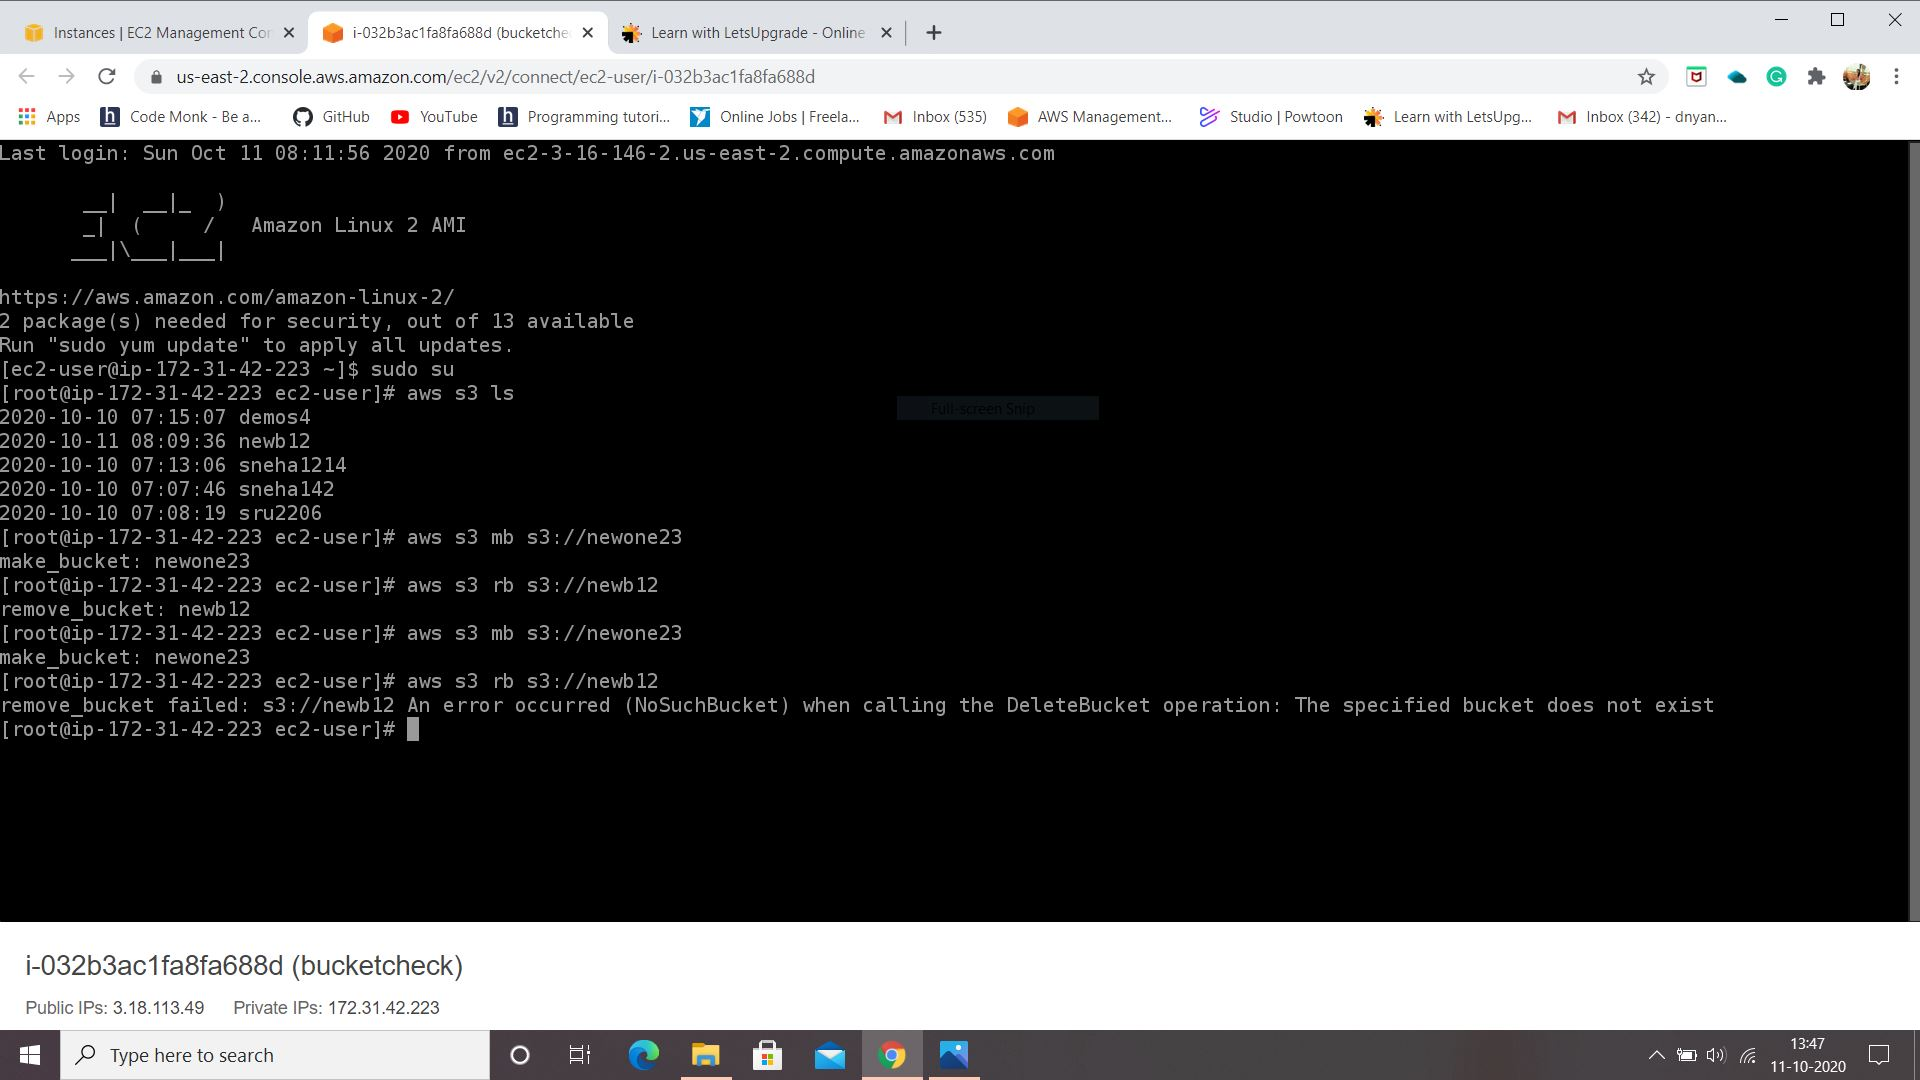 Instances | EC2 Management Con
i-032b3ac1fa8fa688d (bucketche
Learn with LetsUpgrade - Online
us-east-2.console.aws.amazon.com/ec2/v2/connect/ec2-user/i-032b3ac1fa8fa688d
Apps
Code Monk - Be a...
GitHub
YouTube
Programming tutori...
Online Jobs | Freela...
Inbox (535)
AWS Management...
Studio | Powtoon
Learn with LetsUpg...
Inbox (342) - dnyan...
Last login: Sun Oct 11 08:11:56 2020 from ec2-3-16-146-2.us-east-2.compute.amazonaws.com
__|  __|_  )
_|  (     /   Amazon Linux 2 AMI
___|\___|___|
https://aws.amazon.com/amazon-linux-2/
2 package(s) needed for security, out of 13 available
Run "sudo yum update" to apply all updates.
[ec2-user@ip-172-31-42-223 ~]$ sudo su
[root@ip-172-31-42-223 ec2-user]# aws s3 ls
Full-screen Snip
2020-10-10 07:15:07 demos4
2020-10-11 08:09:36 newb12
2020-10-10 07:13:06 sneha1214
2020-10-10 07:07:46 sneha142
2020-10-10 07:08:19 sru2206
[root@ip-172-31-42-223 ec2-user]# aws s3 mb s3://newone23
make_bucket: newone23
[root@ip-172-31-42-223 ec2-user]# aws s3 rb s3://newb12
remove_bucket: newb12
[root@ip-172-31-42-223 ec2-user]# aws s3 mb s3://newone23
make_bucket: newone23
[root@ip-172-31-42-223 ec2-user]# aws s3 rb s3://newb12
remove_bucket failed: s3://newb12 An error occurred (NoSuchBucket) when calling the DeleteBucket operation: The specified bucket does not exist
[root@ip-172-31-42-223 ec2-user]#
i-032b3ac1fa8fa688d (bucketcheck)
Public IPs: 3.18.113.49 Private IPs: 172.31.42.223
Type here to search
13:47
11-10-2020